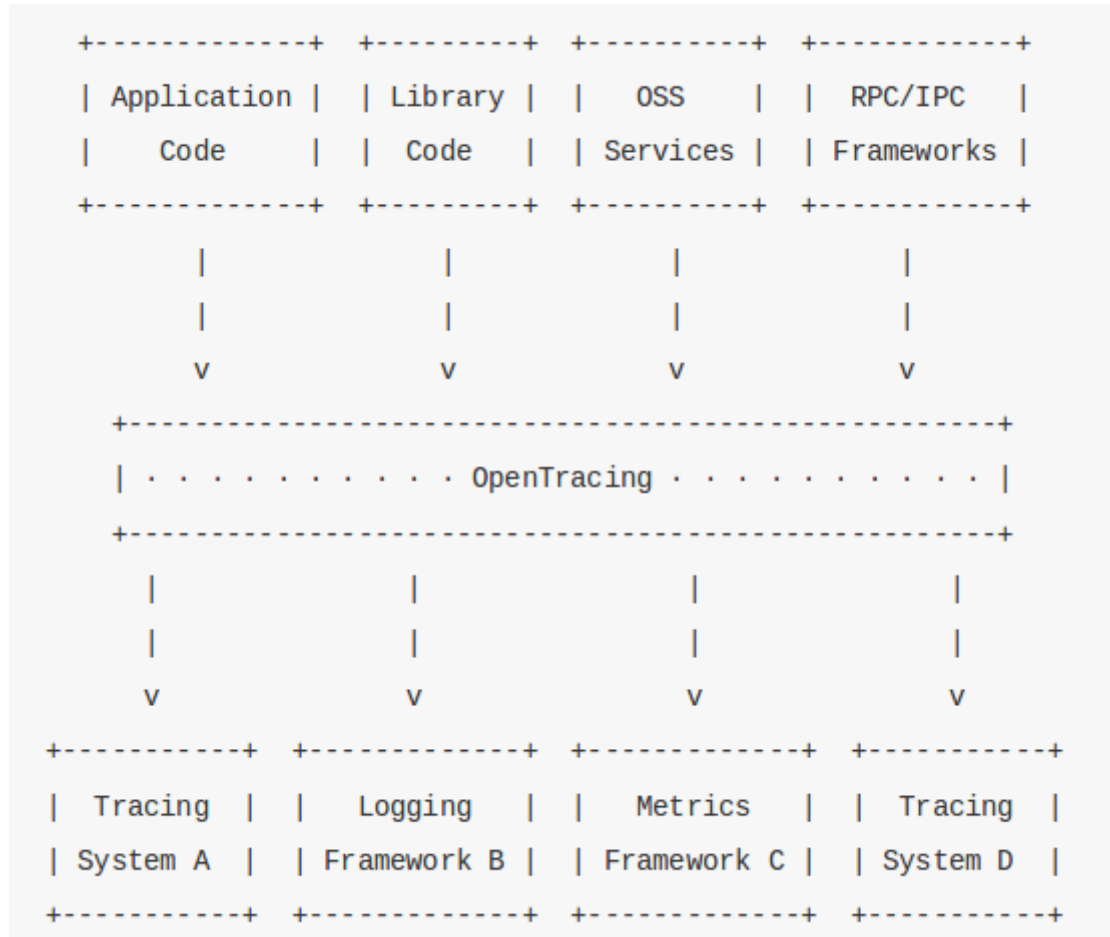 +-------------+  +---------+  +----------+  +------------+
| Application |  | Library |  |   OSS    |  |  RPC/IPC   |
|    Code     |  |  Code   |  | Services |  | Frameworks |
+-------------+  +---------+  +----------+  +------------+
       |              |             |             |
       |              |             |             |
       v              v             v             v
  +-----------------------------------------------------+
  | · · · · · · · · · · OpenTracing · · · · · · · · · · |
  +-----------------------------------------------------+
    |               |                |               |
    |               |                |               |
    v               v                v               v
+-----------+  +-------------+  +-------------+  +-----------+
|  Tracing  |  |   Logging   |  |   Metrics   |  |  Tracing  |
| System A  |  | Framework B |  | Framework C |  | System D  |
+-----------+  +-------------+  +-------------+  +-----------+